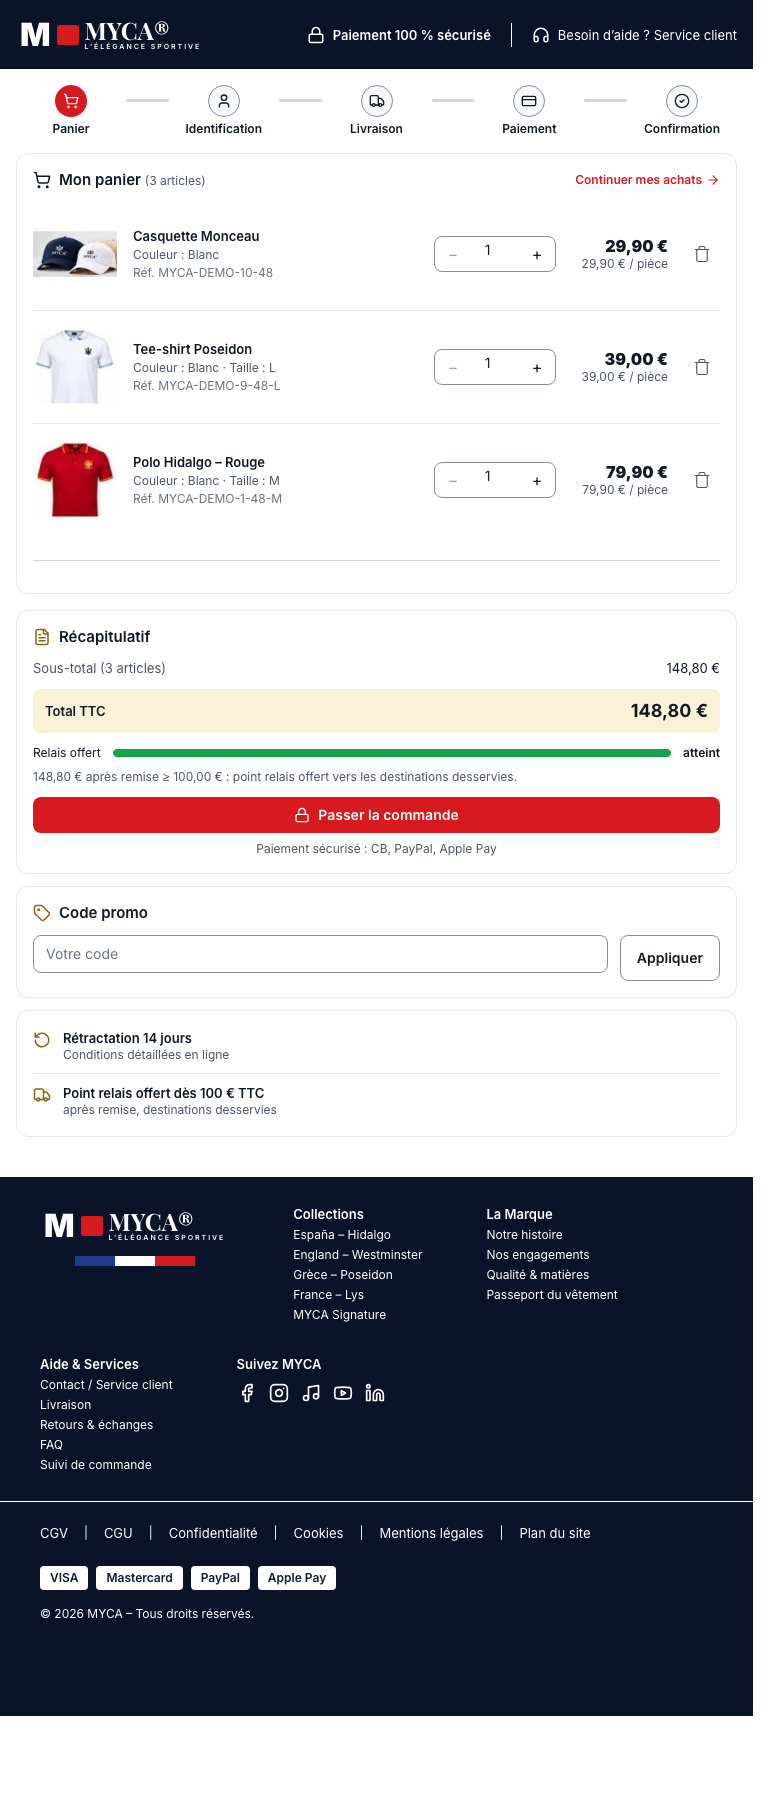 M MYCA®
L'ÉLÉGANCE SPORTIVE
Paiement 100 % sécurisé
Besoin d’aide ? Service client
Panier
Identification
Livraison
Paiement
Confirmation
Mon panier (3 articles)
Continuer mes achats →
MYCA
MYCA
Casquette Monceau
Couleur : Blanc
Réf. MYCA-DEMO-10-48
− 1 +
29,90 €
29,90 € / pièce
Tee-shirt Poseidon
Couleur : Blanc · Taille : L
Réf. MYCA-DEMO-9-48-L
− 1 +
39,00 €
39,00 € / pièce
Polo Hidalgo – Rouge
Couleur : Blanc · Taille : M
Réf. MYCA-DEMO-1-48-M
− 1 +
79,90 €
79,90 € / pièce
Récapitulatif
Sous-total (3 articles) 148,80 €
Total TTC 148,80 €
Relais offert atteint
148,80 € après remise ≥ 100,00 € : point relais offert vers les destinations desservies.
Passer la commande
Paiement sécurisé : CB, PayPal, Apple Pay
Code promo
Votre code
Appliquer
Rétractation 14 jours
Conditions détaillées en ligne
Point relais offert dès 100 € TTC
après remise, destinations desservies
M MYCA®
L'ÉLÉGANCE SPORTIVE
Collections
España – Hidalgo
England – Westminster
Grèce – Poseidon
France – Lys
MYCA Signature
La Marque
Notre histoire
Nos engagements
Qualité & matières
Passeport du vêtement
Aide & Services
Contact / Service client
Livraison
Retours & échanges
FAQ
Suivi de commande
Suivez MYCA
CGV | CGU | Confidentialité | Cookies | Mentions légales | Plan du site
VISA Mastercard PayPal Apple Pay
© 2026 MYCA – Tous droits réservés.